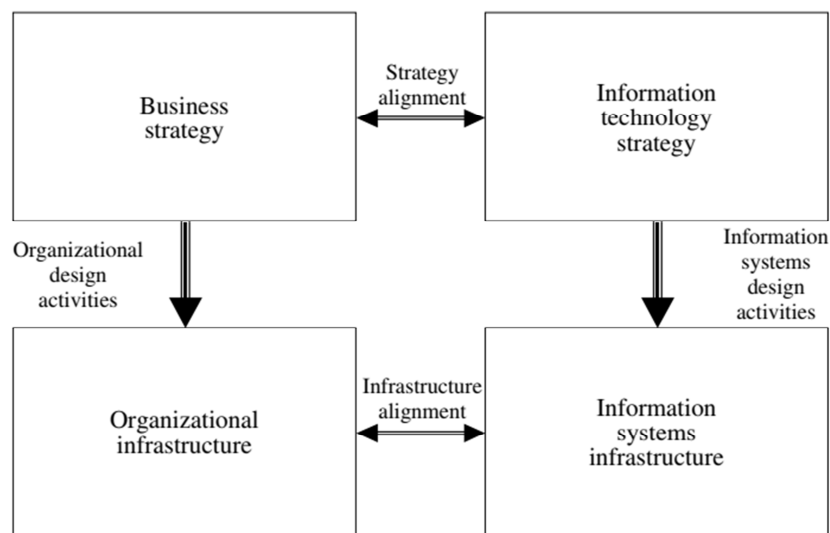 Business
strategy
Strategy
alignment
Information
technology
strategy
Organizational
design
activities
Information
systems
design
activities
Organizational
infrastructure
Infrastructure
alignment
Information
systems
infrastructure